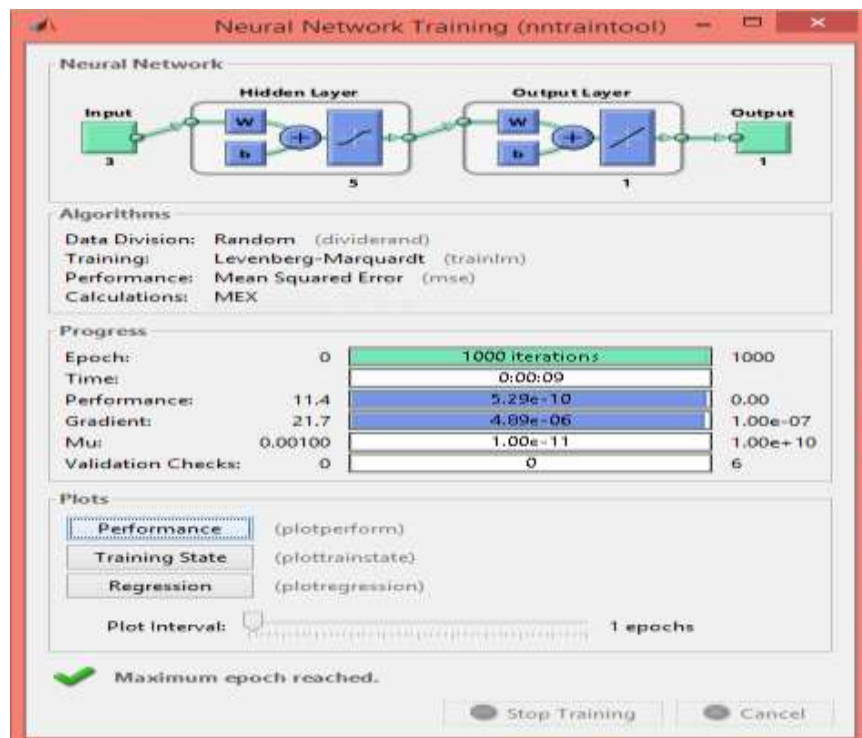 Neural Network Training (nntraintool)
Neural Network
Hidden Layer
Output Layer
Input
Output
W
b
W
b
3
5
1
1
Algorithms
Data Division: Random (dividerand)
Training: Levenberg-Marquardt (trainlm)
Performance: Mean Squared Error (mse)
Calculations: MEX
Progress
Epoch: 0 1000 iterations 1000
Time: 0:00:09
Performance: 11.4 5.29e-10 0.00
Gradient: 21.7 4.89e-06 1.00e-07
Mu: 0.00100 1.00e-11 1.00e+10
Validation Checks: 0 0 6
Plots
Performance (plotperform)
Training State (plottrainstate)
Regression (plotregression)
Plot Interval: 1 epochs
Maximum epoch reached.
Stop Training Cancel